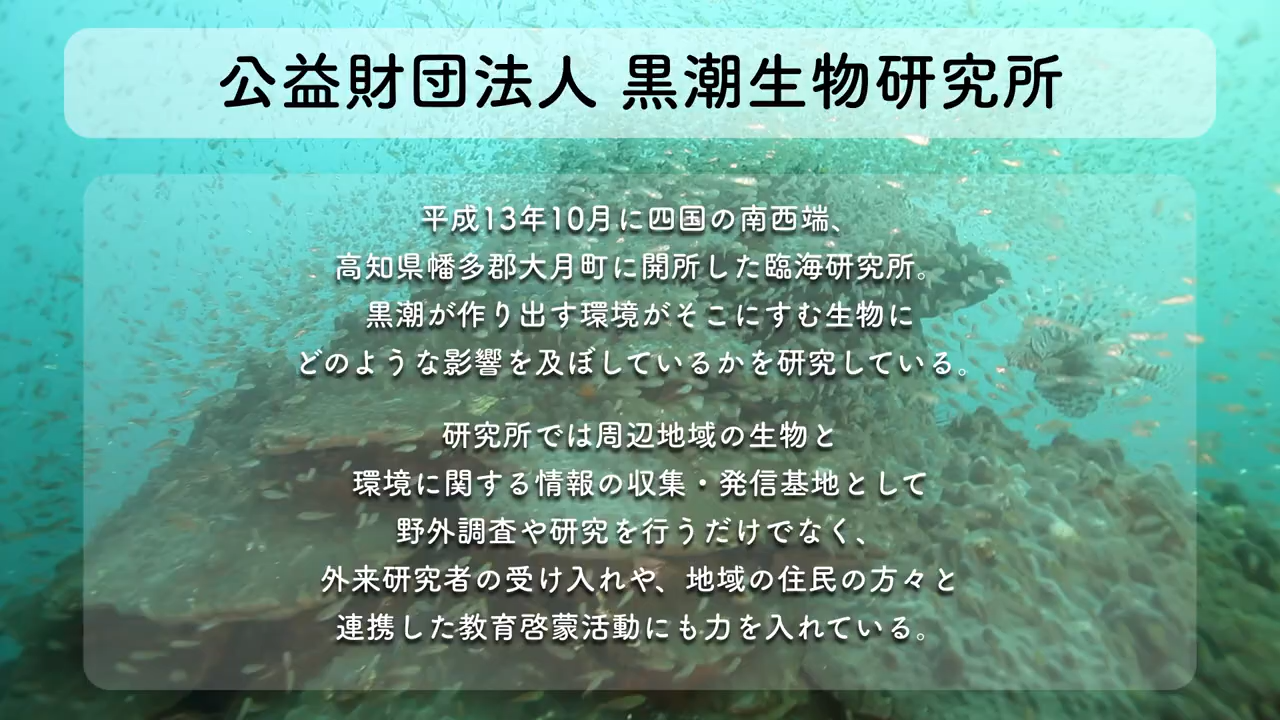 公益財団法人 黒潮生物研究所
平成13年10月に四国の南西端、
高知県幡多郡大月町に開所した臨海研究所。
黒潮が作り出す環境がそこにすむ生物に
どのような影響を及ぼしているかを研究している。
研究所では周辺地域の生物と
環境に関する情報の収集・発信基地として
野外調査や研究を行うだけでなく、
外来研究者の受け入れや、地域の住民の方々と
連携した教育啓蒙活動にも力を入れている。